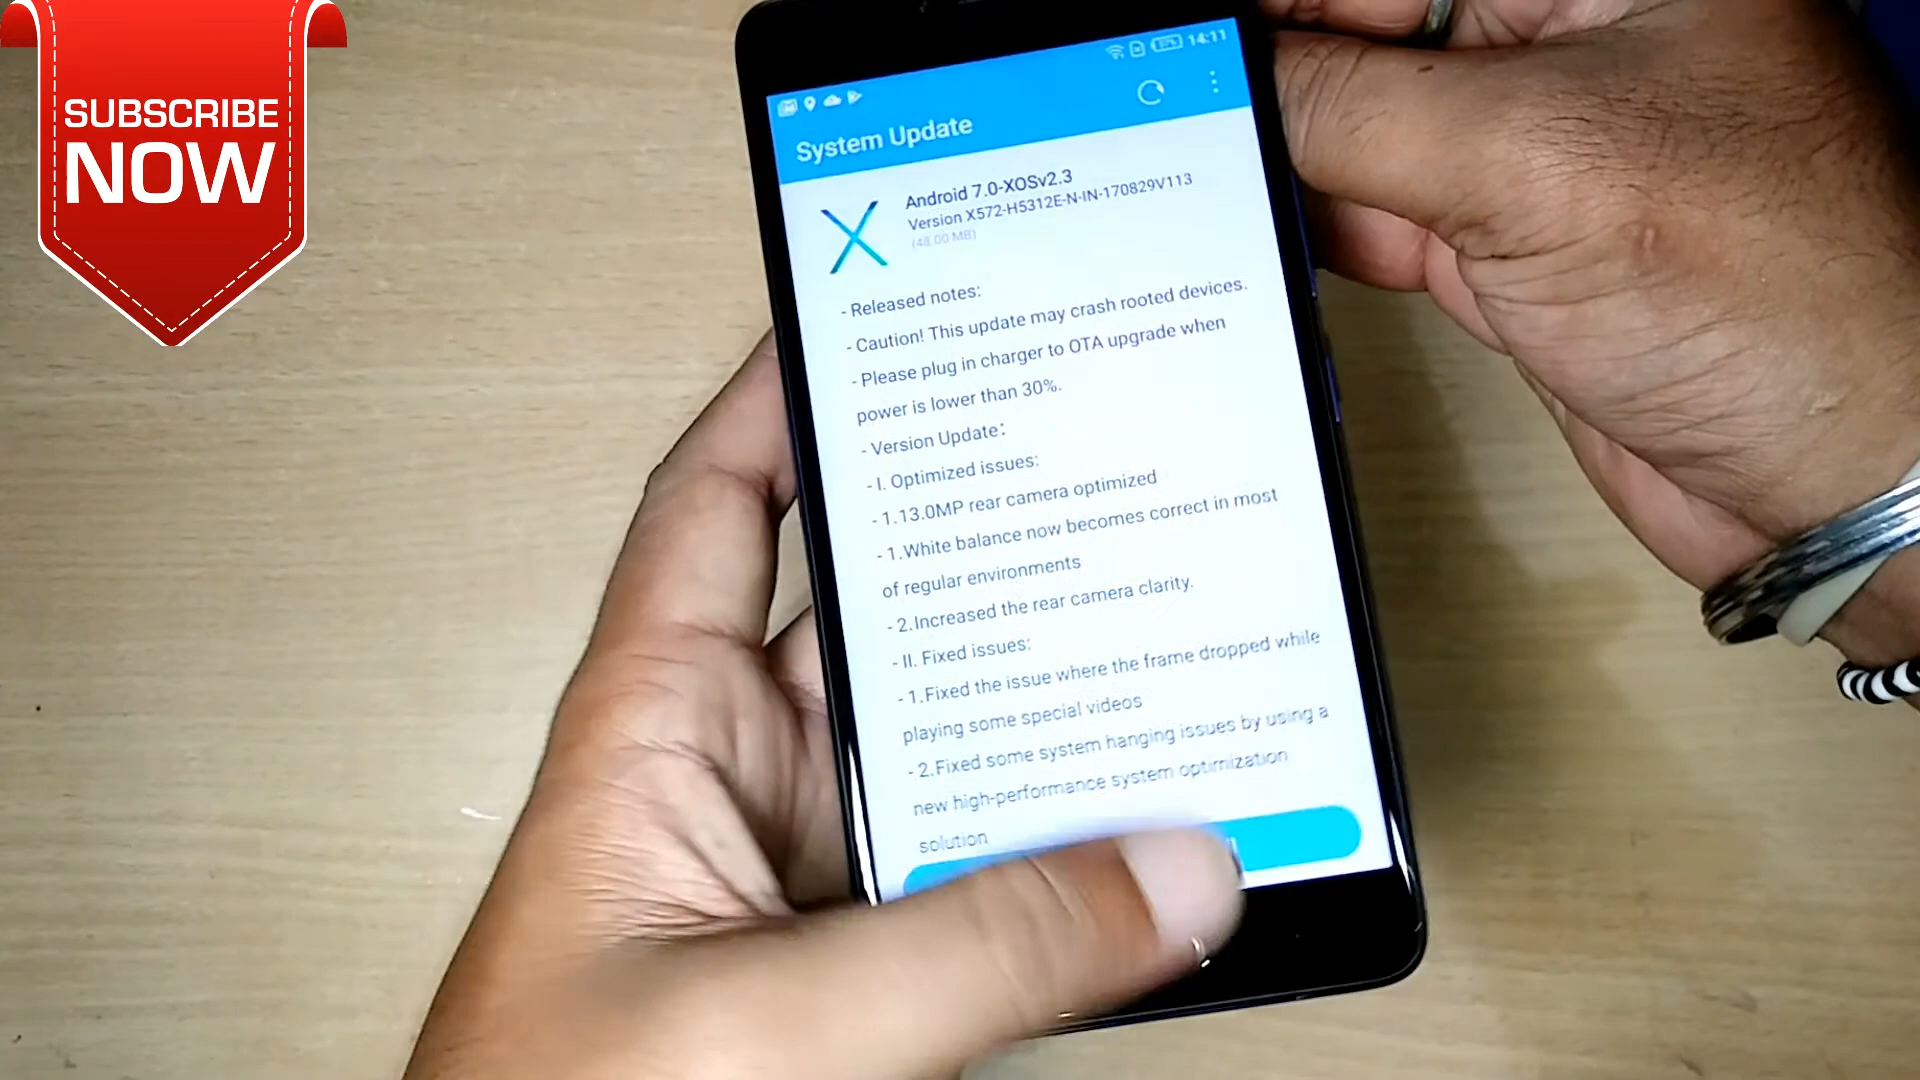 SUBSCRIBE
NOW
14:11
System Update
Android 7.0-XOSv2.3
Version X572-H5312E-N-IN-170829V113
(48.00 MB)
- Released notes:
- Caution! This update may crash rooted devices.
- Please plug in charger to OTA upgrade when
power is lower than 30%.
- Version Update:
- I. Optimized issues:
- 1.13.0MP rear camera optimized
- 1.White balance now becomes correct in most
of regular environments
- 2.Increased the rear camera clarity.
- II. Fixed issues:
- 1.Fixed the issue where the frame dropped while
playing some special videos
- 2.Fixed some system hanging issues by using a
new high-performance system optimization
solution